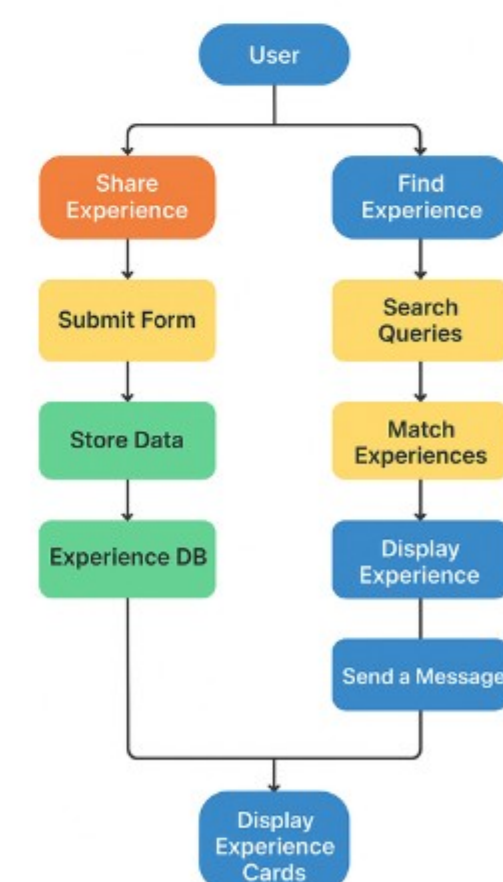 User
Share
Experience
Find
Experience
Submit Form
Search
Queries
Store Data
Match
Experiences
Experience DB
Display
Experience
Send a Message
Display
Experience
Cards